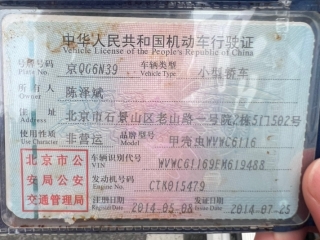 中华人民共和国机动车行驶证
Vehicle License of the People's Republic of China
号牌号码 京QG6N39 车辆类型 小型轿车
Plate No. Vehicle Type
所有人 陈泽斌
Owner
住址 北京市石景山区老山路一号院2栋5门502号
Address
使用性质 非营运 品牌型号 甲壳虫WVWC6116
Use Character Model
北京市公安局公安交通管理局
车辆识别代号 WVWC61169FM619488
VIN
发动机号码 CTK015479
Engine No.
注册日期 2014-05-08 发证日期 2014-07-25
Register Date Issue Date